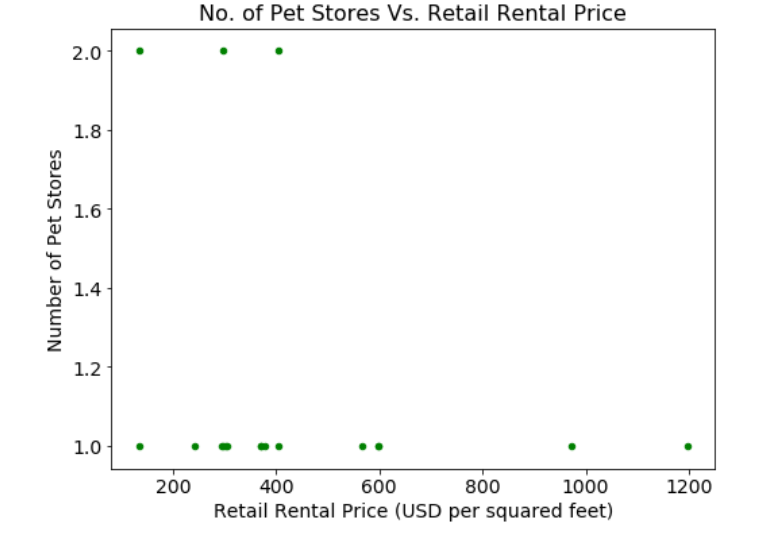 No. of Pet Stores Vs. Retail Rental Price
Number of Pet Stores
2.0
1.8
1.6
1.4
1.2
1.0
200 400 600 800 1000 1200
Retail Rental Price (USD per squared feet)